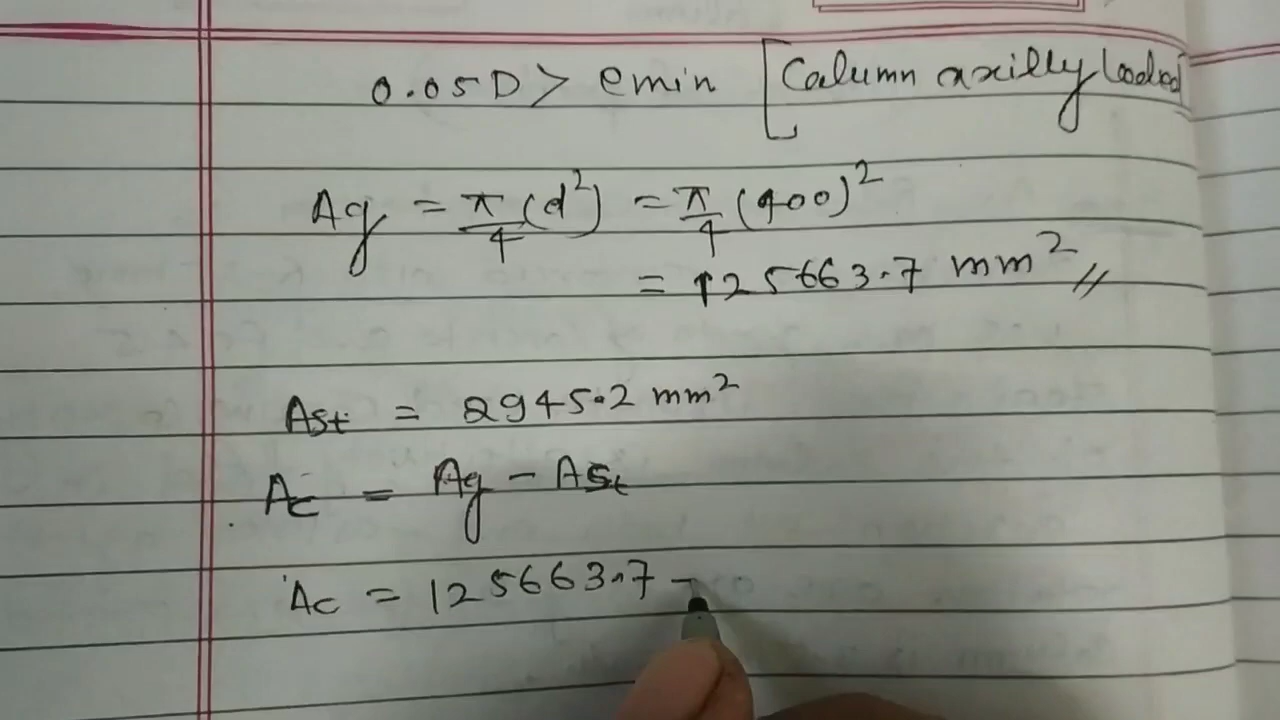 0.05D > emin [Calumn axilly Loaded]
Ag = π/4 (d²) = π/4 (400)²
= 125663.7 mm²
Ast = 2945.2 mm²
Ac = Ag - Ast
Ac = 125663.7 -